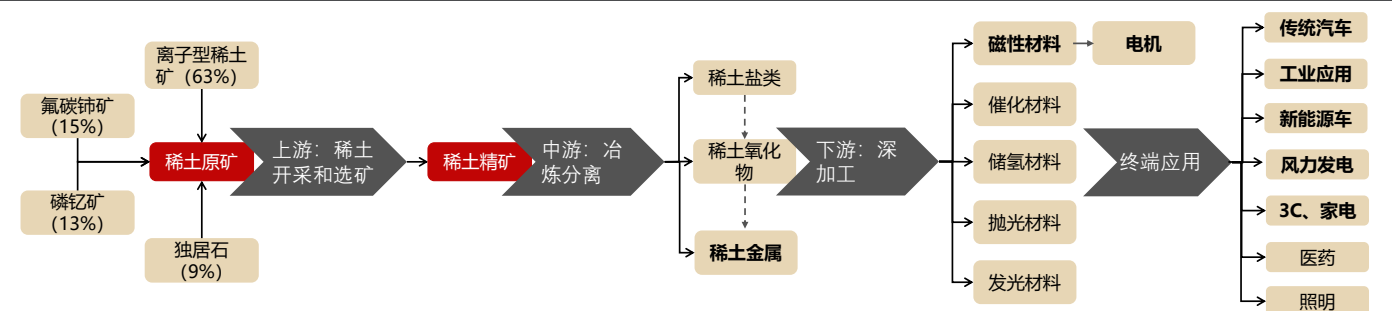 离子型稀土
矿（63%）
氟碳铈矿
(15%)
稀土原矿
磷钇矿
(13%)
独居石
(9%)
上游：稀土
开采和选矿
稀土精矿
中游：冶
炼分离
稀土盐类
稀土氧化
物
稀土金属
下游：深
加工
磁性材料
电机
催化材料
储氢材料
抛光材料
发光材料
终端应用
传统汽车
工业应用
新能源车
风力发电
3C、家电
医药
照明